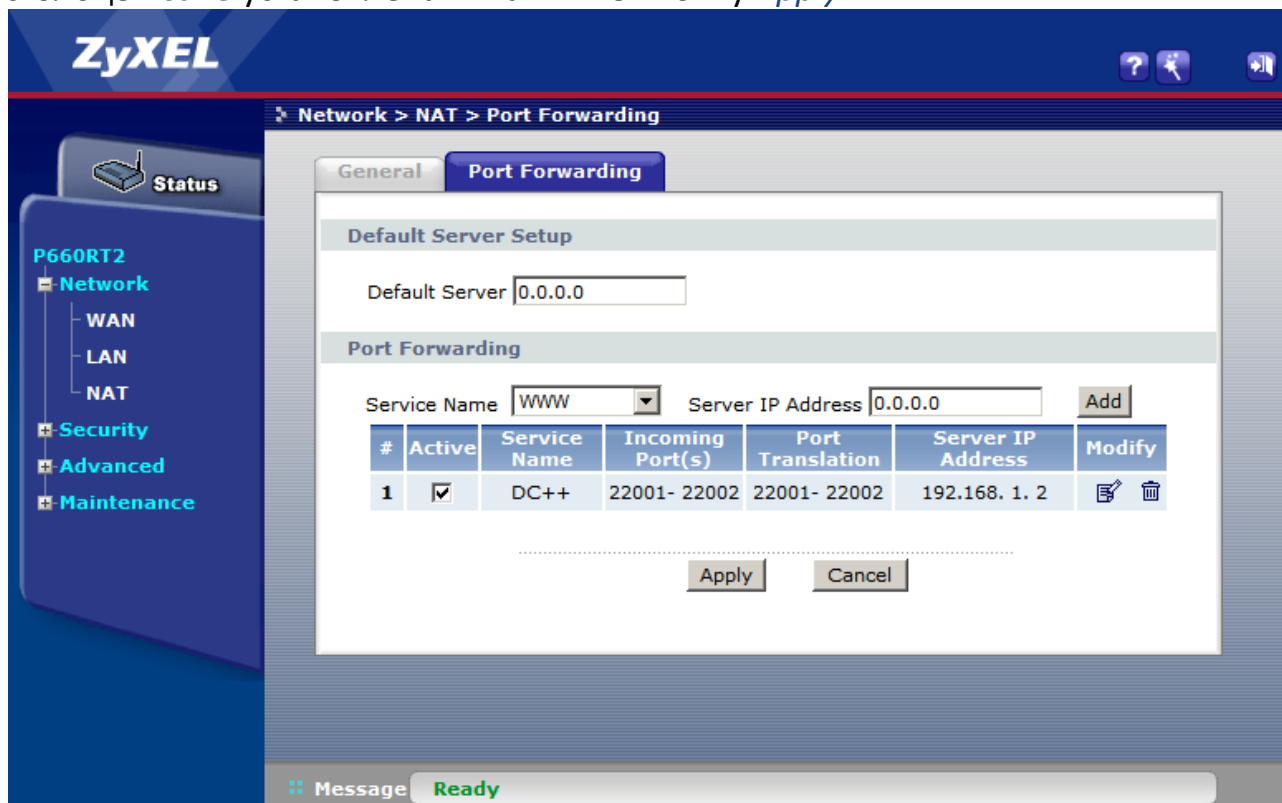 Apply
ZyXEL
Network > NAT > Port Forwarding
Status
General Port Forwarding
P660RT2
Network
WAN
LAN
NAT
Security
Advanced
Maintenance
Default Server Setup
Default Server 0.0.0.0
Port Forwarding
Service Name WWW Server IP Address 0.0.0.0 Add
# Active Service Name Incoming Port(s) Port Translation Server IP Address Modify
1 DC++ 22001- 22002 22001- 22002 192.168. 1. 2
Apply Cancel
Message Ready